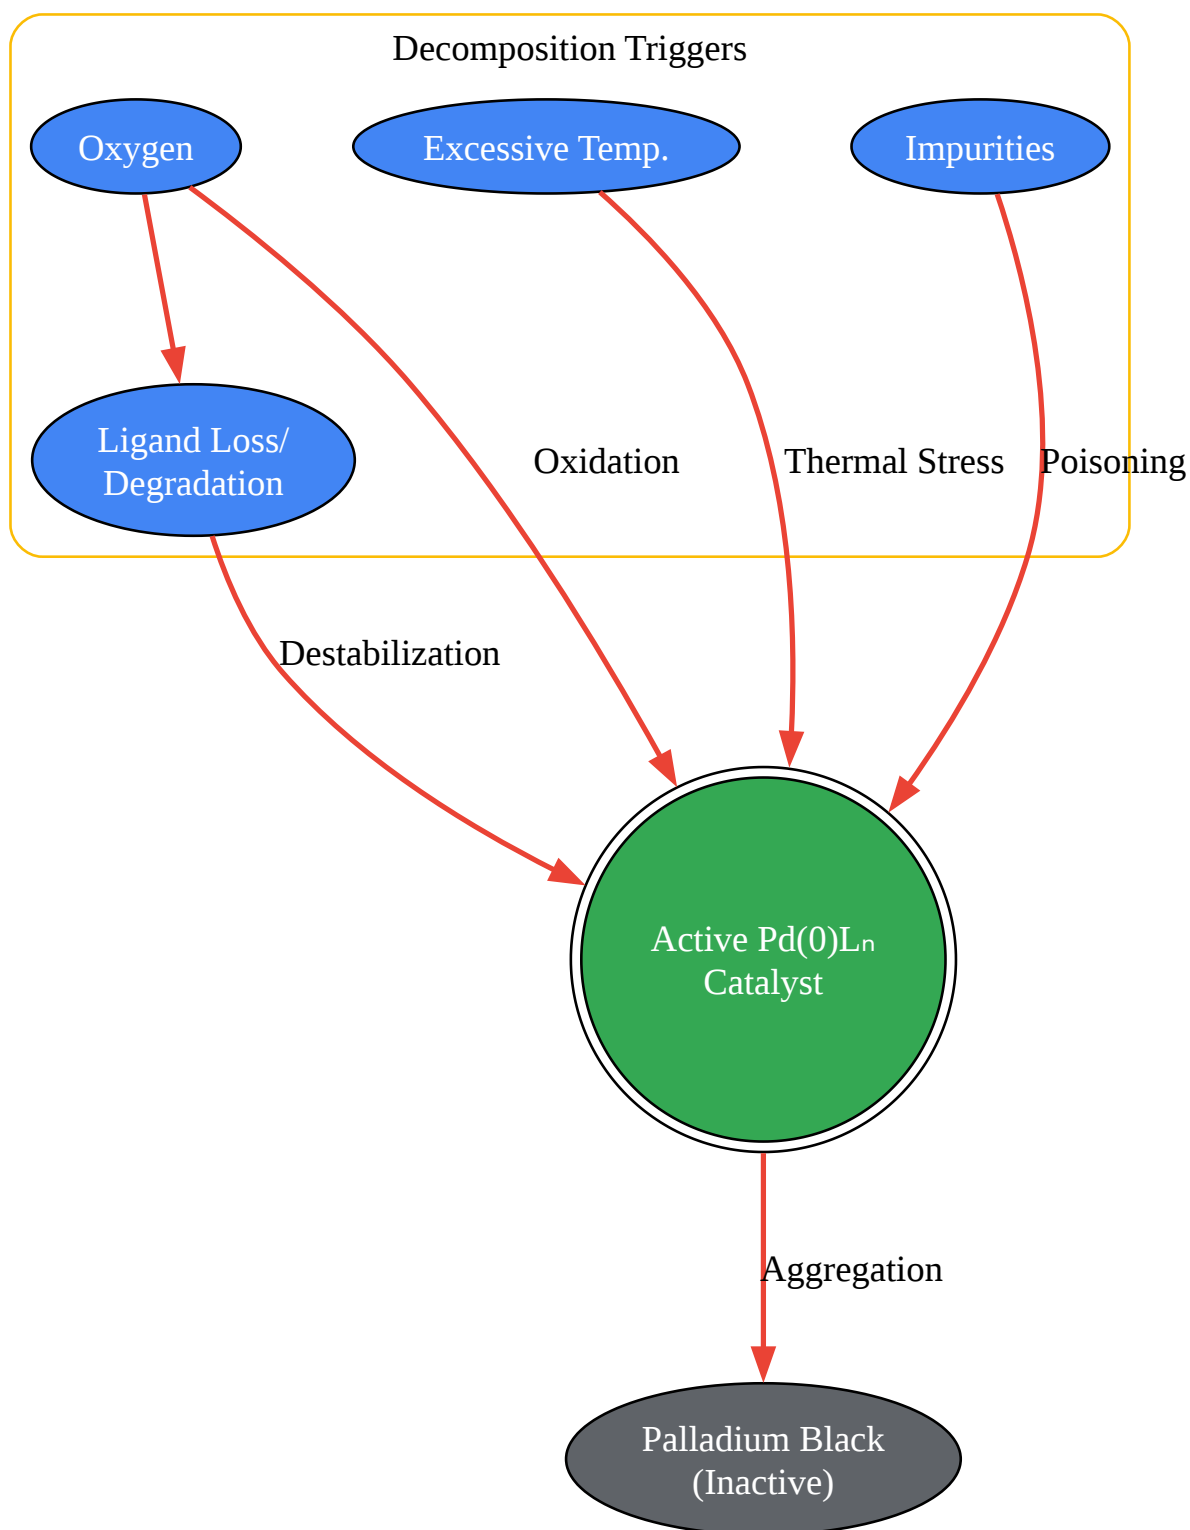 Decomposition Triggers
Oxygen
Excessive Temp.
Impurities
Ligand Loss/
Degradation
Oxidation
Thermal Stress
Poisoning
Destabilization
Active Pd(0)Lₙ
Catalyst
Aggregation
Palladium Black
(Inactive)